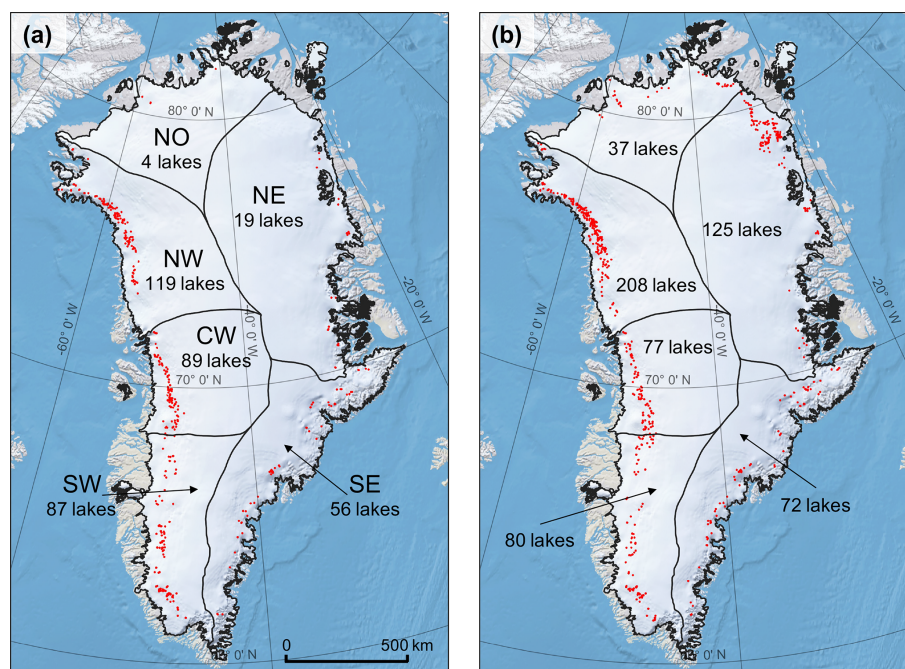 (a)
80° 0' N
NO
4 lakes
NE
19 lakes
NW
119 lakes
-20° 0' W
-60° 0' W
40° 0' W
CW
89 lakes
70° 0' N
SW
87 lakes
SE
56 lakes
0' N
0
500 km
(b)
80° 0' N
37 lakes
125 lakes
208 lakes
-20° 0' W
-60° 0' W
40° 0' W
77 lakes
70° 0' N
72 lakes
80 lakes
0' N